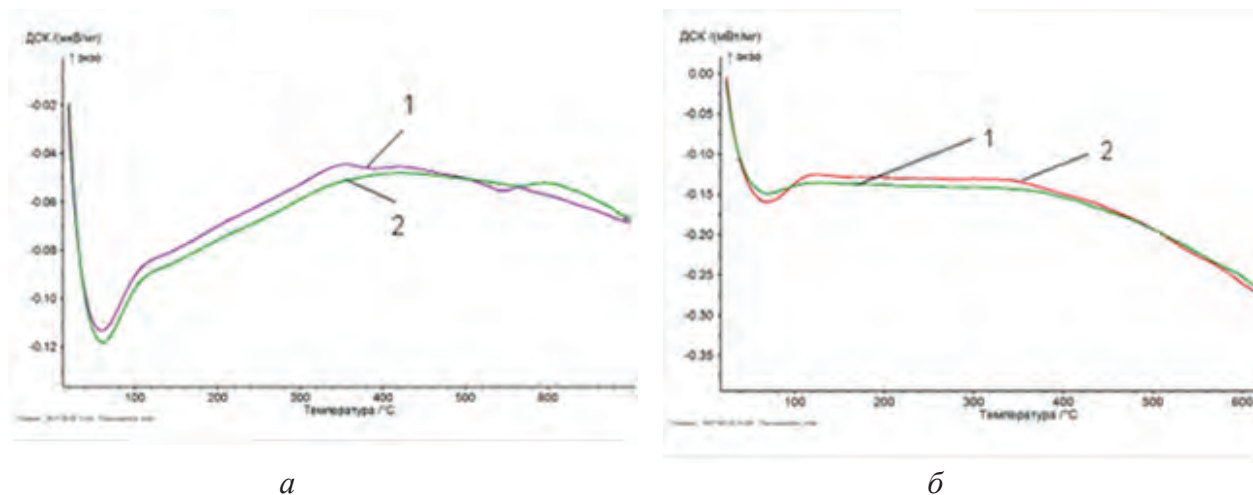 ДСК /(мкВ/мг)
↑ экзо
-0.02
-0.04
-0.06
-0.08
-0.10
-0.12
1
2
100 200 300 400 500 600
Температура /°C
а
ДСК /(мВт/мг)
↑ экзо
0.00
-0.05
-0.10
-0.15
-0.20
-0.25
-0.30
-0.35
1
2
100 200 300 400 500 600
Температура /°C
б